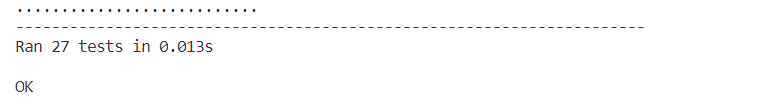 ...........................
----------------------------------------------------------------------
Ran 27 tests in 0.013s
OK